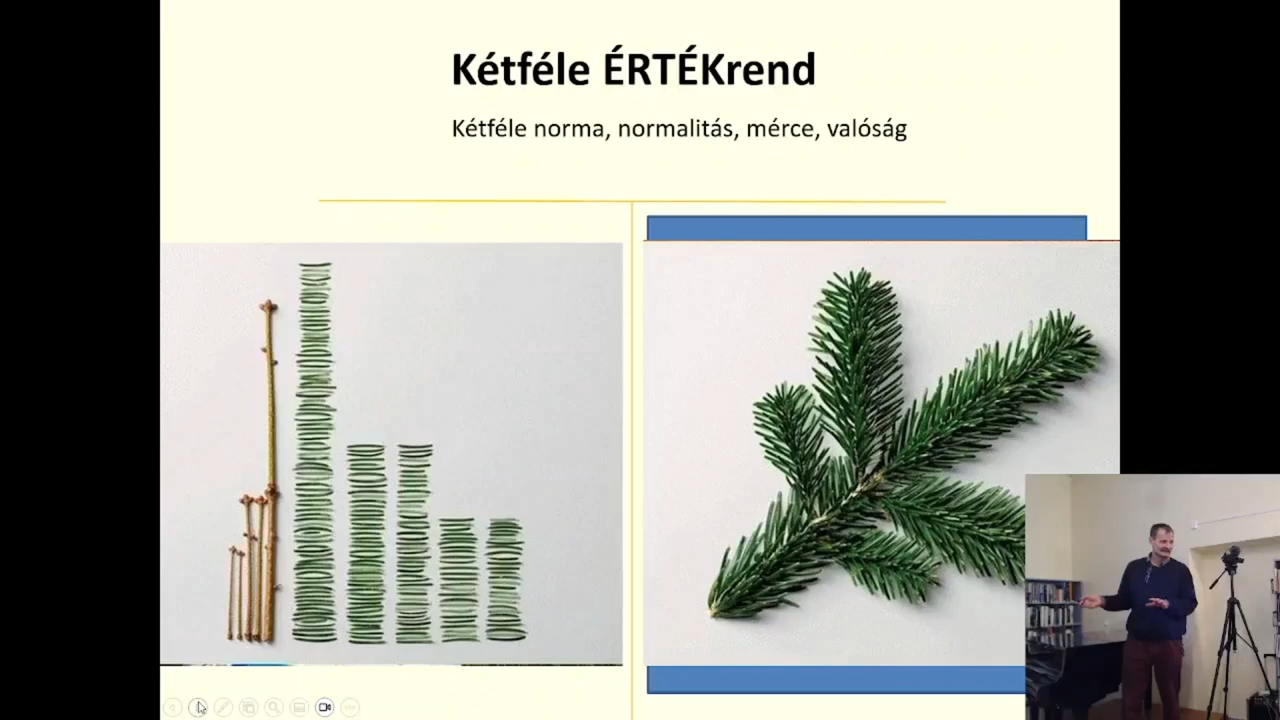 Kétféle ÉRTÉKrend
Kétféle norma, normalitás, mérce, valóság